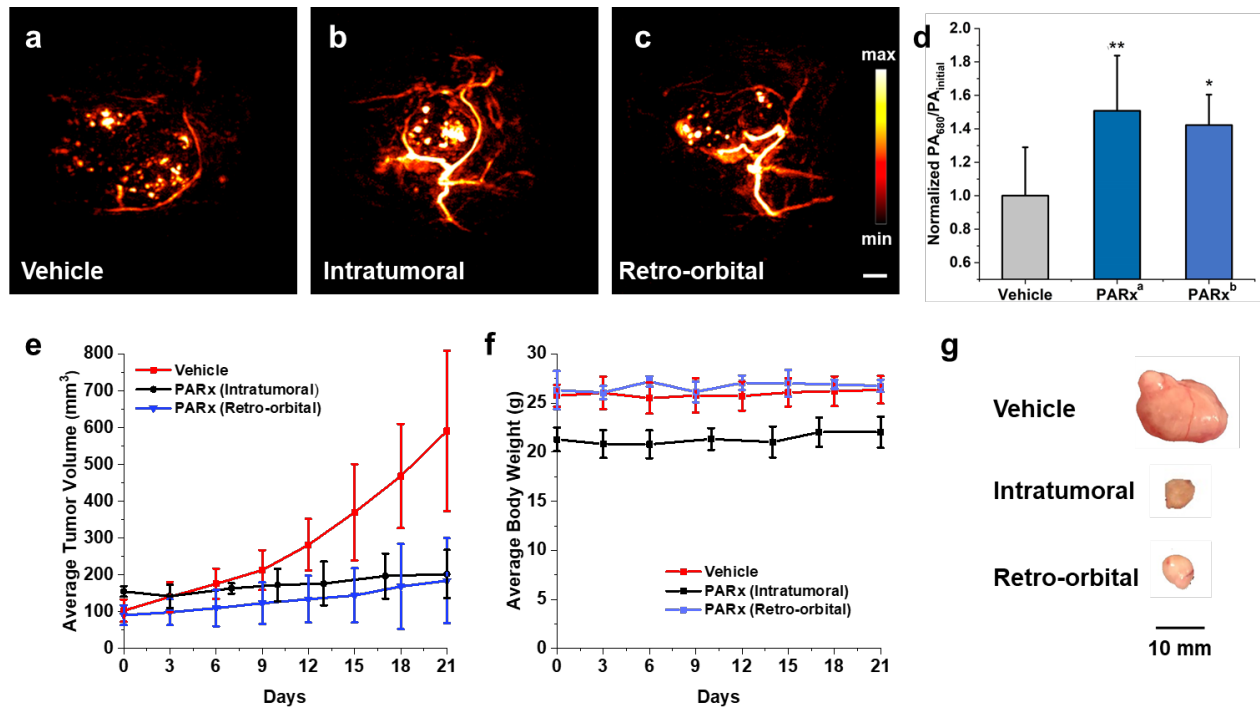 a
Vehicle
b
Intratumoral
c
max
min
Retro-orbital
d
Normalized PA680/PAinitial
1.8
1.6
1.4
1.2
1.0
0.8
0.6
**
*
Vehicle
PARx^a
PARx^b
e
Average Tumor Volume (mm³)
800
700
600
500
400
300
200
100
0
Vehicle
PARx (Intratumoral)
PARx (Retro-orbital)
0 3 6 9 12 15 18 21
Days
f
Average Body Weight (g)
30
25
20
15
10
5
0
Vehicle
PARx (Intratumoral)
PARx (Retro-orbital)
0 3 6 9 12 15 18 21
Days
g
Vehicle
Intratumoral
Retro-orbital
10 mm